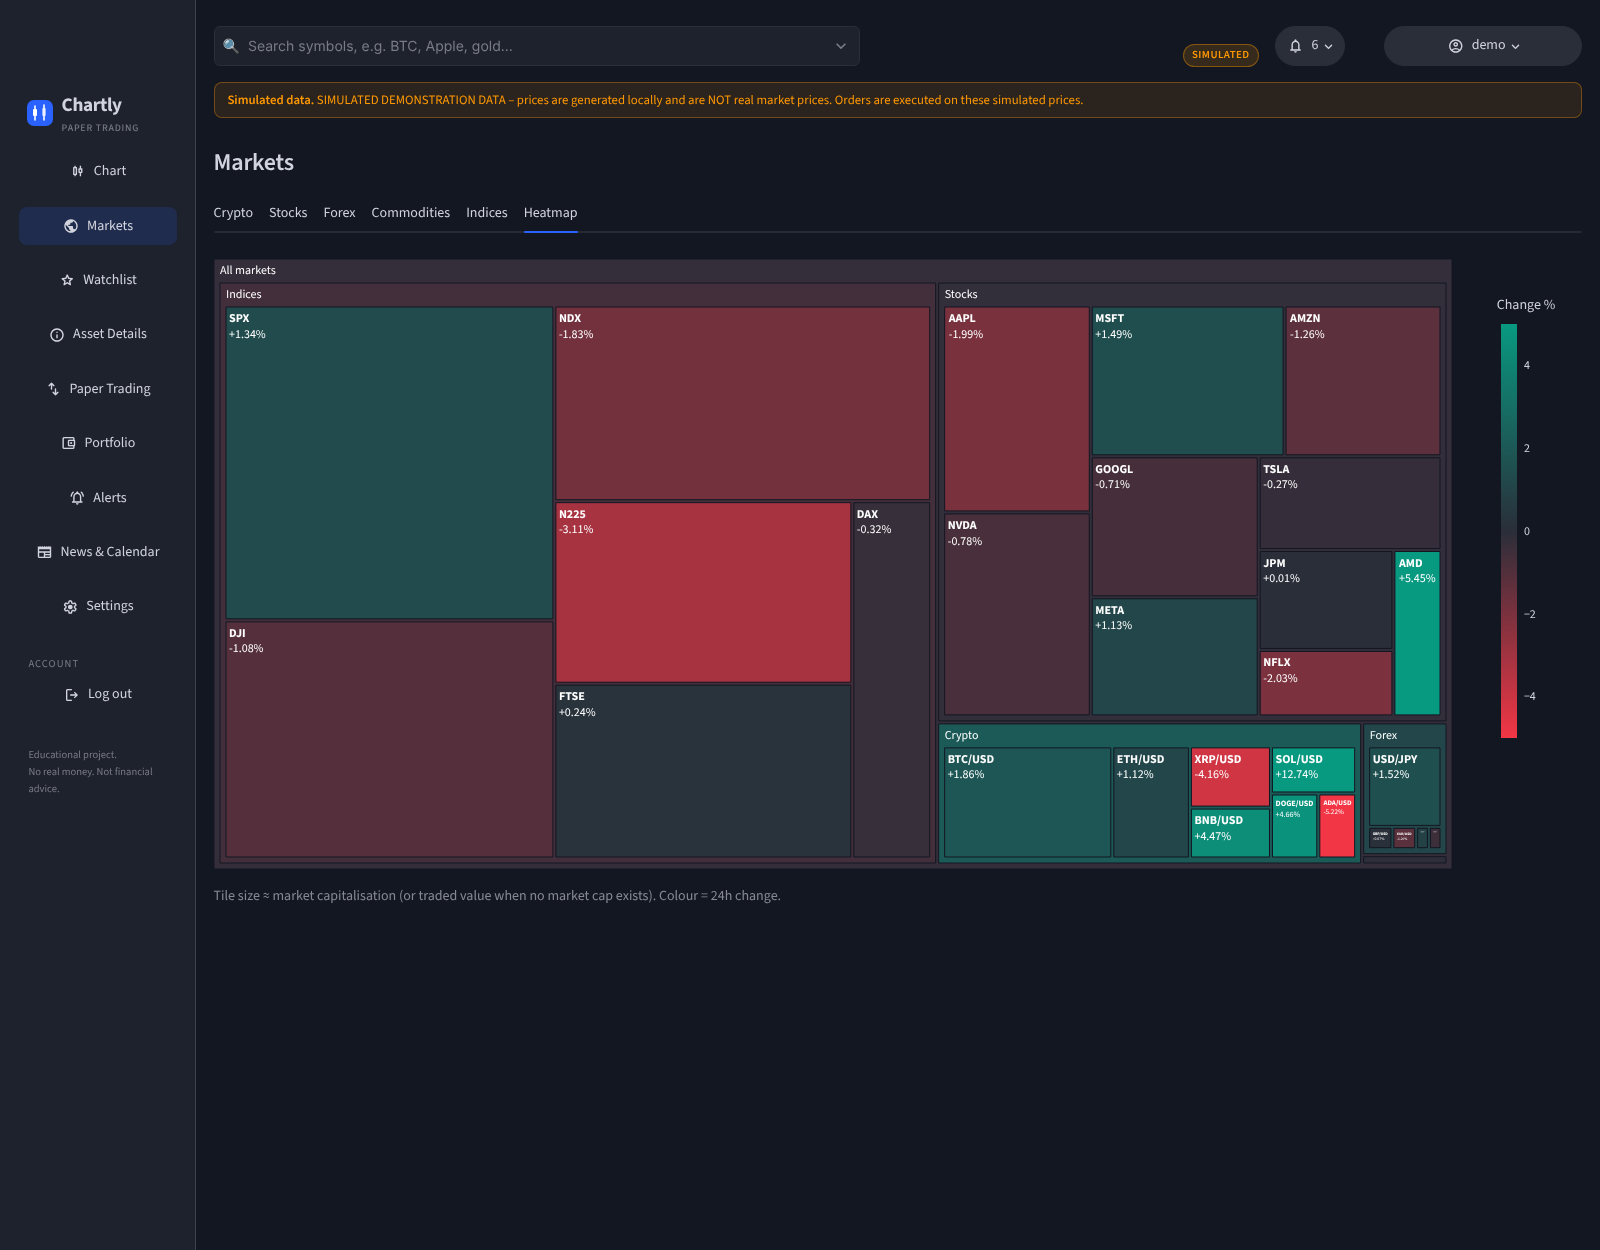 Search symbols, e.g. BTC, Apple, gold...
SIMULATED
6
demo
Simulated data. SIMULATED DEMONSTRATION DATA – prices are generated locally and are NOT real market prices. Orders are executed on these simulated prices.
Chartly
PAPER TRADING
Chart
Markets
Watchlist
Asset Details
Paper Trading
Portfolio
Alerts
News & Calendar
Settings
ACCOUNT
Log out
Educational project.
No real money. Not financial
advice.
Markets
Crypto Stocks Forex Commodities Indices Heatmap
All markets
Indices
SPX
+1.34%
NDX
-1.83%
N225
-3.11%
DAX
-0.32%
DJI
-1.08%
FTSE
+0.24%
Stocks
AAPL
-1.99%
MSFT
+1.49%
AMZN
-1.26%
GOOGL
-0.71%
TSLA
-0.27%
NVDA
-0.78%
JPM
+0.01%
AMD
+5.45%
META
+1.13%
NFLX
-2.03%
Crypto
BTC/USD
+1.86%
ETH/USD
+1.12%
XRP/USD
-4.16%
SOL/USD
+12.74%
BNB/USD
+4.47%
DOGE/USD
+4.66%
ADA/USD
-5.22%
Forex
USD/JPY
+1.52%
Change %
4
2
0
−2
−4
Tile size ≈ market capitalisation (or traded value when no market cap exists). Colour = 24h change.